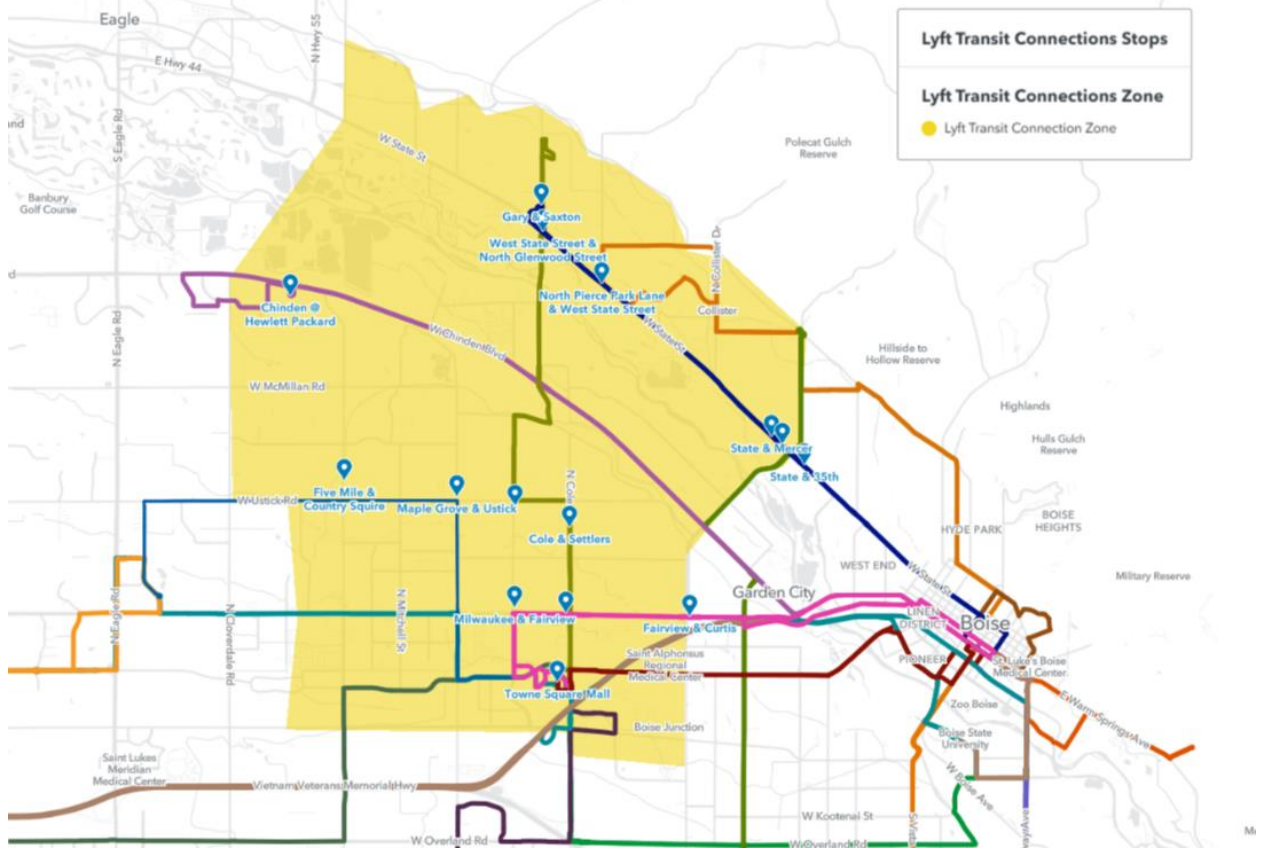 Eagle
N Hwy 55
E Hwy 44
Lyft Transit Connections Stops
Lyft Transit Connections Zone
Lyft Transit Connection Zone
S Eagle Rd
W State St
Polecat Gulch
Reserve
Banbury
Golf Course
Gary & Saxton
West State Street &
North Glenwood Street
N Collister Dr
North Pierce Park Lane
& West State Street
Collister
Chinden @
Hewlett Packard
W Chinden Blvd
W State St
N Eagle Rd
Hillside to
Hollow Reserve
W McMillan Rd
Highlands
Hulls Gulch
Reserve
State & Mercer
State & 35th
N Cole
Five Mile &
Country Squire
W Ustick Rd
Maple Grove & Ustick
Cole & Settlers
BOISE
HEIGHTS
HYDE PARK
WEST END
W State St
Military Reserve
Garden City
N Eagle Rd
N Cloverdale Rd
N Mitchell St
Milwaukee & Fairview
Fairview & Curtis
LINEN
DISTRICT
Boise
Saint Alphonsus
Regional
Medical Center
PIONEER
St. Luke's Boise
Medical Center
Towne Square Mall
Zoo Boise
E Warm Springs Ave
Boise Junction
Boise State
University
Saint Lukes
Meridian
Medical Center
Vietnam Veterans Memorial Hwy
W Boise Ave
W Kootenai St
W Overland Rd
W Overland Rd